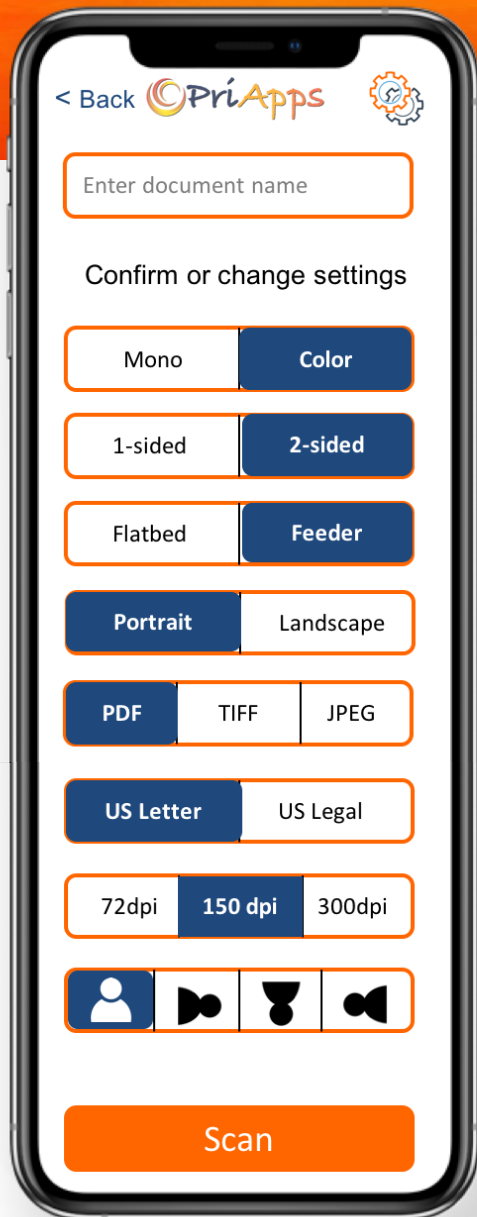 < Back PriApps
Enter document name
Confirm or change settings
Mono Color
1-sided 2-sided
Flatbed Feeder
Portrait Landscape
PDF TIFF JPEG
US Letter US Legal
72dpi 150 dpi 300dpi
Scan